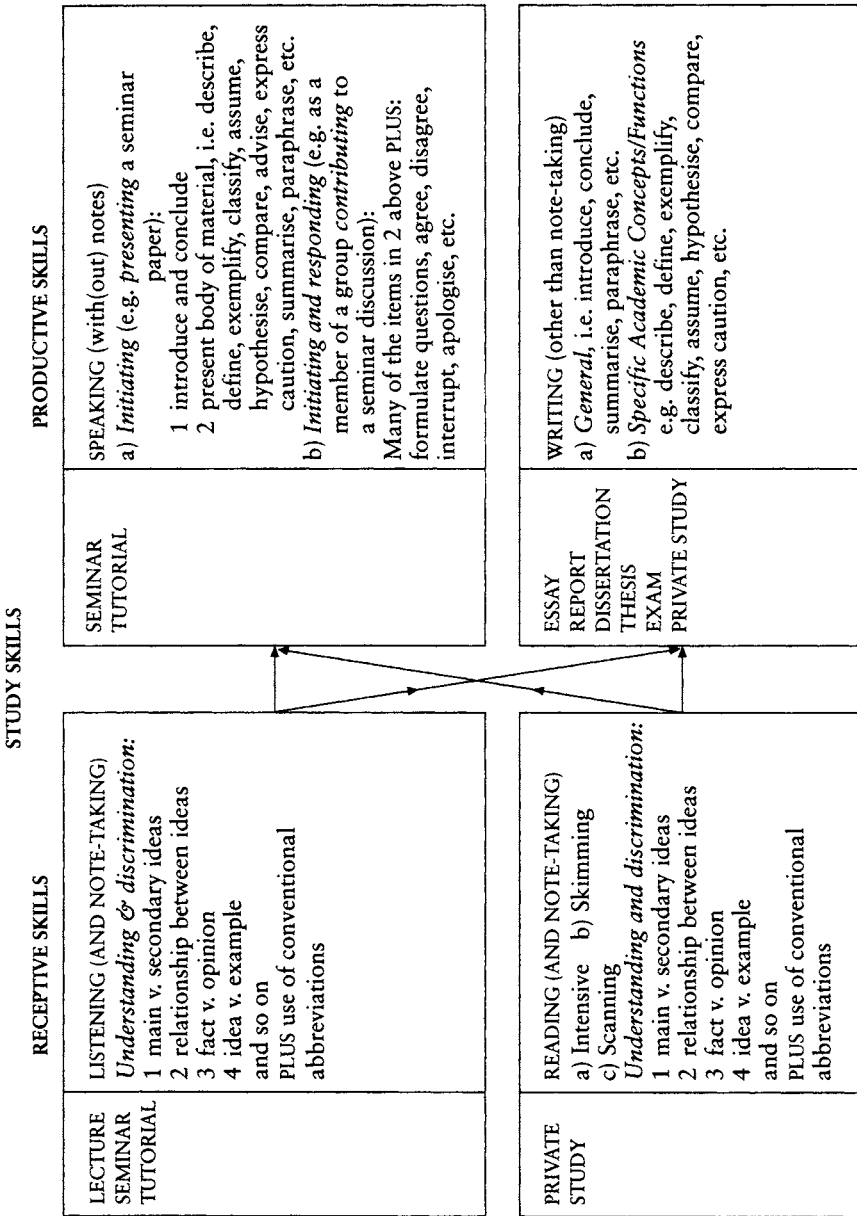 STUDY SKILLS
RECEPTIVE SKILLS
PRODUCTIVE SKILLS
LECTURE
SEMINAR
TUTORIAL
LISTENING (AND NOTE-TAKING)
Understanding & discrimination:
1 main v. secondary ideas
2 relationship between ideas
3 fact v. opinion
4 idea v. example
and so on
PLUS use of conventional
abbreviations
SEMINAR
TUTORIAL
SPEAKING (with(out) notes)
a) Initiating (e.g. presenting a seminar
paper):
1 introduce and conclude
2 present body of material, i.e. describe,
define, exemplify, classify, assume,
hypothesise, compare, advise, express
caution, summarise, paraphrase, etc.
b) Initiating and responding (e.g. as a
member of a group contributing to
a seminar discussion):
Many of the items in 2 above PLUS:
formulate questions, agree, disagree,
interrupt, apologise, etc.
PRIVATE
STUDY
READING (AND NOTE-TAKING)
a) Intensive b) Skimming
c) Scanning
Understanding and discrimination:
1 main v. secondary ideas
2 relationship between ideas
3 fact v. opinion
4 idea v. example
and so on
PLUS use of conventional
abbreviations
ESSAY
REPORT
DISSERTATION
THESIS
EXAM
PRIVATE STUDY
WRITING (other than note-taking)
a) General, i.e. introduce, conclude,
summarise, paraphrase, etc.
b) Specific Academic Concepts/Functions
e.g. describe, define, exemplify,
classify, assume, hypothesise, compare,
express caution, etc.